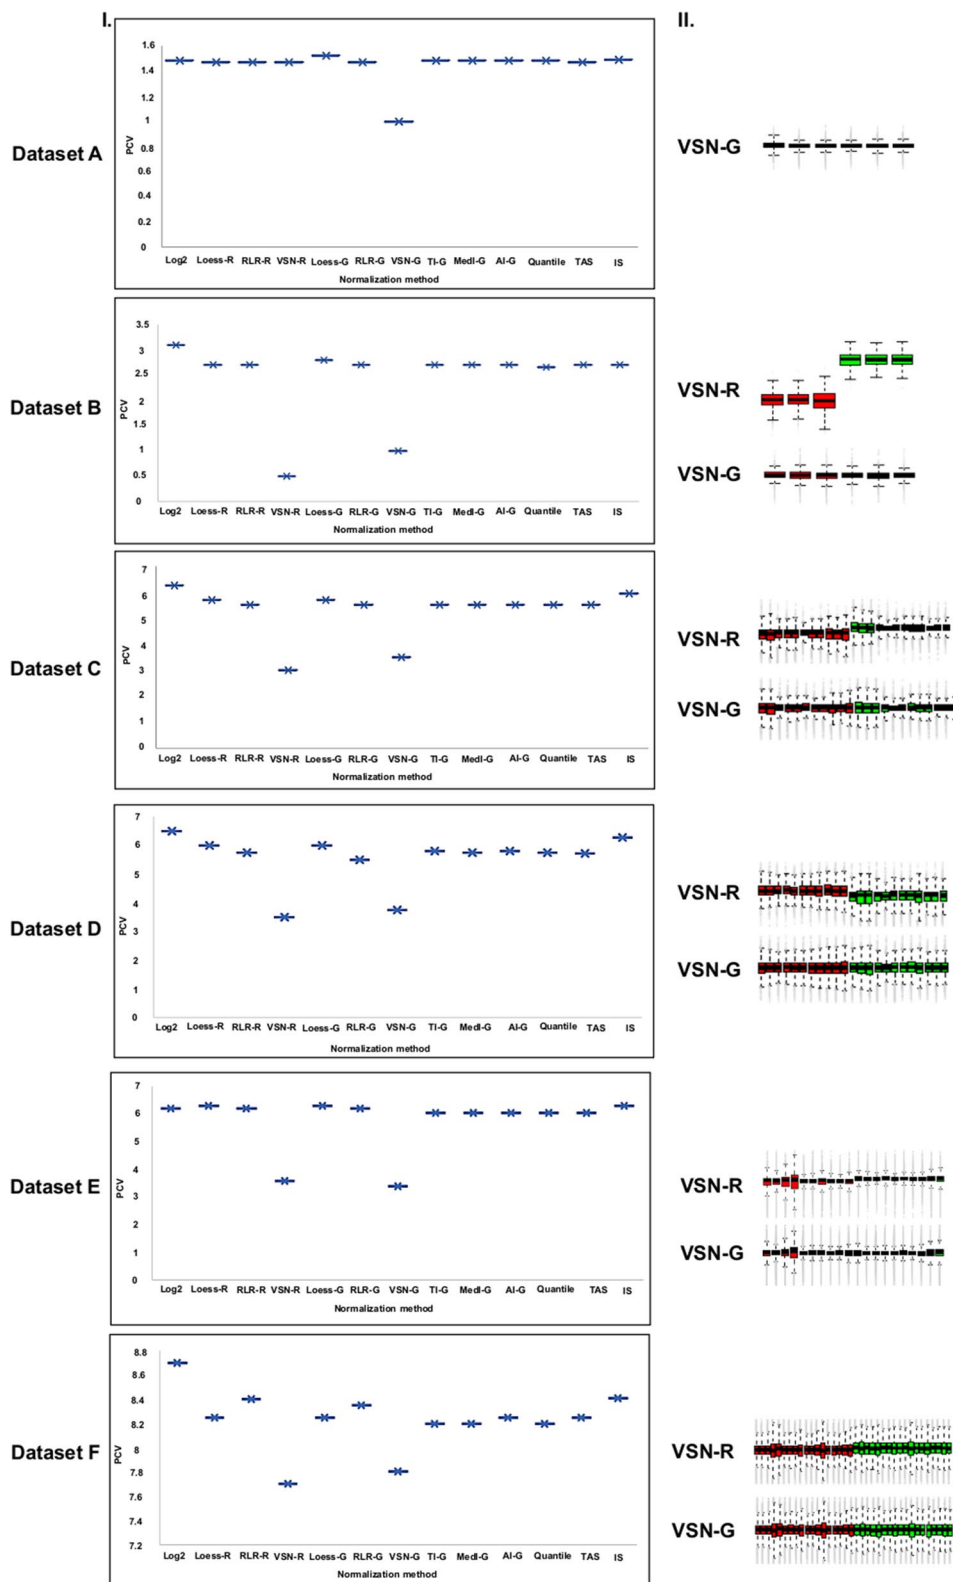 I.
II.
Dataset A
PCV
1.6
1.4
1.2
1
0.8
0.6
0.4
0.2
0
Log2 Loess-R RLR-R VSN-R Loess-G RLR-G VSN-G TI-G MedI-G AI-G Quantile TAS IS
Normalization method
VSN-G
Dataset B
PCV
3.5
3
2.5
2
1.5
1
0.5
0
Log2 Loess-R RLR-R VSN-R Loess-G RLR-G VSN-G TI-G MedI-G AI-G Quantile TAS IS
Normalization method
VSN-R
VSN-G
Dataset C
PCV
7
6
5
4
3
2
1
0
Log2 Loess-R RLR-R VSN-R Loess-G RLR-G VSN-G TI-G MedI-G AI-G Quantile TAS IS
Normalization method
VSN-R
VSN-G
Dataset D
PCV
7
6
5
4
3
2
1
0
Log2 Loess-R RLR-R VSN-R Loess-G RLR-G VSN-G TI-G MedI-G AI-G Quantile TAS IS
Normalization method
VSN-R
VSN-G
Dataset E
PCV
7
6
5
4
3
2
1
0
Log2 Loess-R RLR-R VSN-R Loess-G RLR-G VSN-G TI-G MedI-G AI-G Quantile TAS IS
Normalization method
VSN-R
VSN-G
Dataset F
PCV
8.8
8.6
8.4
8.2
8
7.8
7.6
7.2
Log2 Loess-R RLR-R VSN-R Loess-G RLR-G VSN-G TI-G MedI-G AI-G Quantile TAS IS
Normalization method
VSN-R
VSN-G